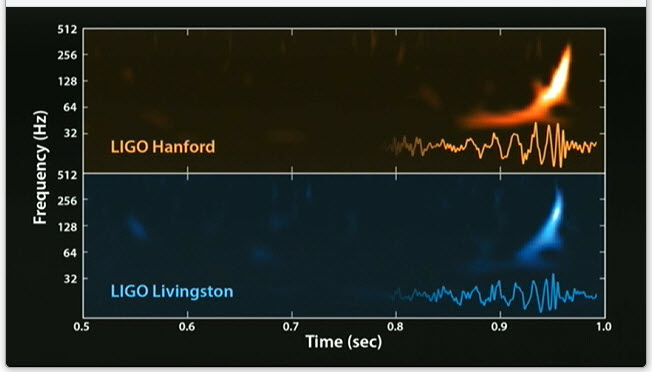 512
256
128
64
32
LIGO Hanford
Frequency (Hz)
512
256
128
64
32
LIGO Livingston
0.5 0.6 0.7 0.8 0.9 1.0
Time (sec)